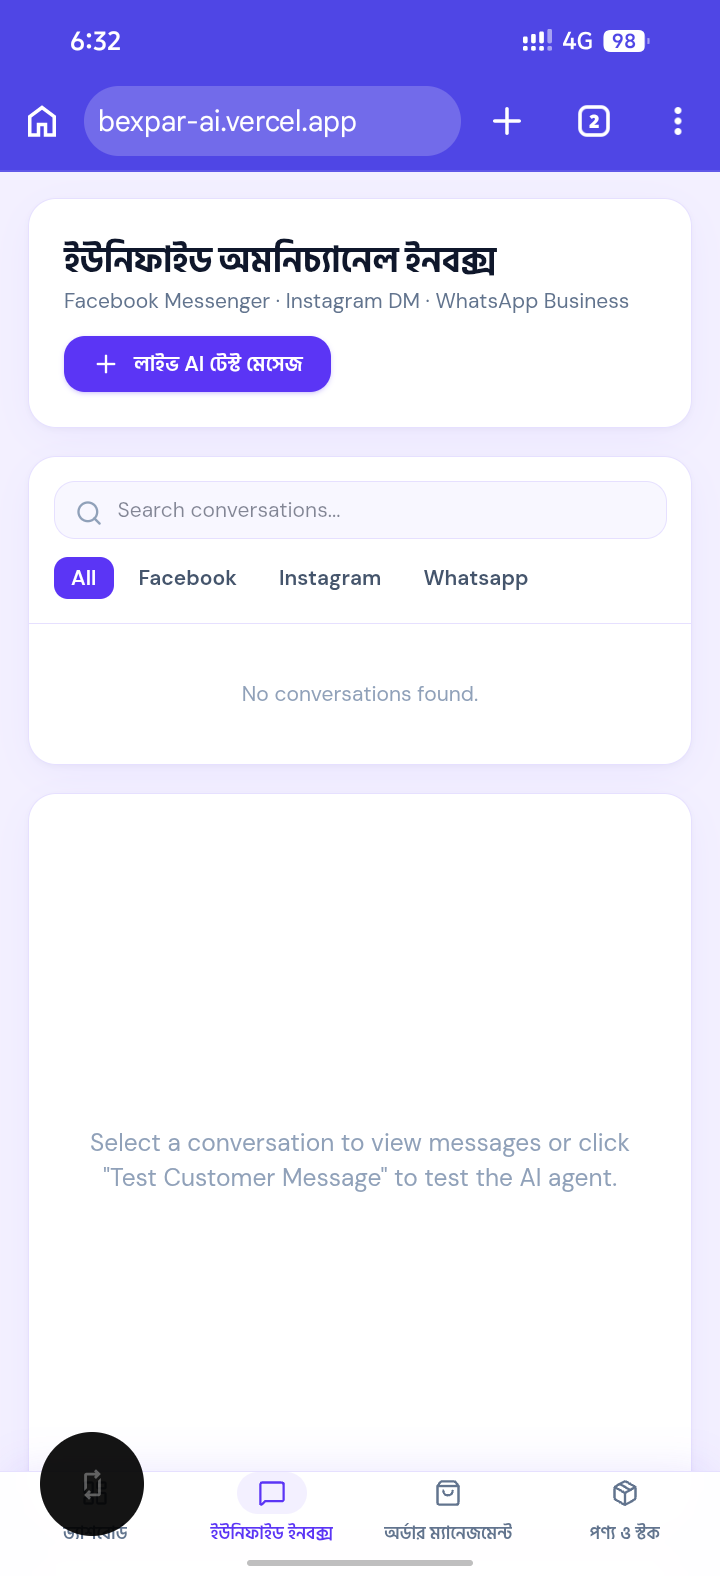 6:32
4G 98
bexpar-ai.vercel.app
2
ইউনিফাইড অমনিচ্যানেল ইনবক্স
Facebook Messenger · Instagram DM · WhatsApp Business
লাইভ AI টেস্ট মেসেজ
Search conversations...
All Facebook Instagram Whatsapp
No conversations found.
Select a conversation to view messages or click
"Test Customer Message" to test the AI agent.
ইউনিফাইড ইনবক্স অর্ডার ম্যানেজমেন্ট পণ্য ও স্টক